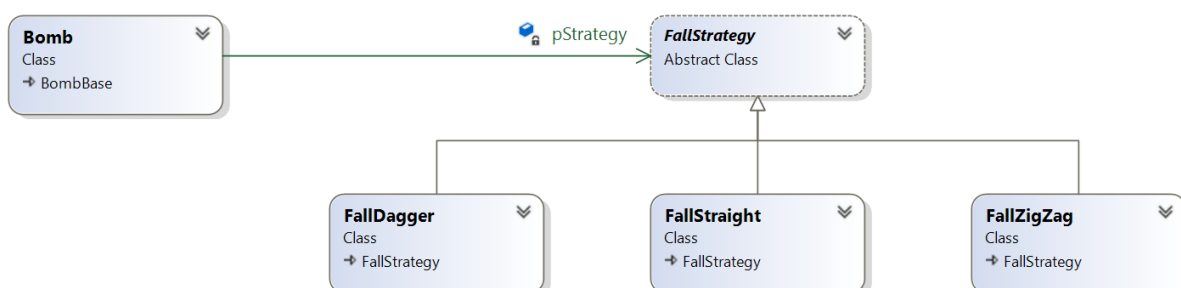 Bomb
Class
BombBase
pStrategy
FallStrategy
Abstract Class
FallDagger
Class
FallStrategy
FallStraight
Class
FallStrategy
FallZigZag
Class
FallStrategy